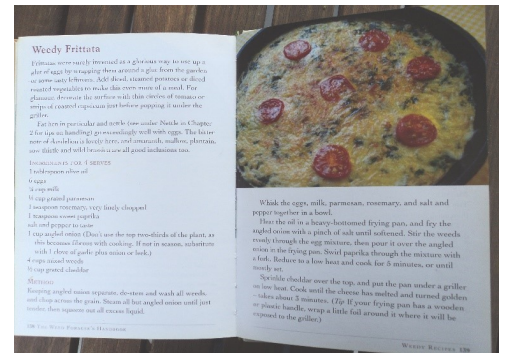 Weedy Frittata
Frittatas were surely invented as a glorious way to use up a
glut of eggs by wrapping them around a glut from the garden
or some tasty leftovers. Add diced, steamed potatoes or diced
roasted vegetables to make this even more of a meal. For
glamour decorate the surface with thin circles of tomato or
strips of roasted capsicum just before popping it under the
griller.
Fat hen in particular and nettle (see under Nettle in Chapter
2 for tips on handling) go exceedingly well with eggs. The bitter
note of dandelion is lovely here, and amaranth, mallow, plantain,
sow thistle and wild brassica are all good inclusions too.
Ingredients for 4 serves
1 tablespoon olive oil
6 eggs
¼ cup milk
½ cup grated parmesan
1 teaspoon rosemary, very finely chopped
1 teaspoon sweet paprika
salt and pepper to taste
1 cup angled onion (Don't use the top two-thirds of the plant, as
this becomes fibrous with cooking. If not in season, substitute
with 1 clove of garlic plus onion or leek.)
4 cups mixed weeds
½ cup grated cheddar
Method
Keeping angled onion separate, de-stem and wash all weeds
and chop across the grain. Steam all but angled onion until just
tender, then squeeze out all excess liquid.
128 The Weed Forager's Handbook
Whisk the eggs, milk, parmesan, rosemary, and salt and
pepper together in a bowl.
Heat the oil in a heavy-bottomed frying pan, and fry the
angled onion with a pinch of salt until softened. Stir the weeds
evenly through the egg mixture, then pour it over the angled
onion in the frying pan. Swirl paprika through the mixture with
a fork. Reduce to a low heat and cook for 5 minutes, or until
mostly set.
Sprinkle cheddar over the top, and put the pan under a griller
on low heat. Cook until the cheese has melted and turned golden
– takes about 3 minutes. (Tip If your frying pan has a wooden
or plastic handle, wrap a little foil around it where it will be
exposed to the griller.)
Weedy Recipes 129